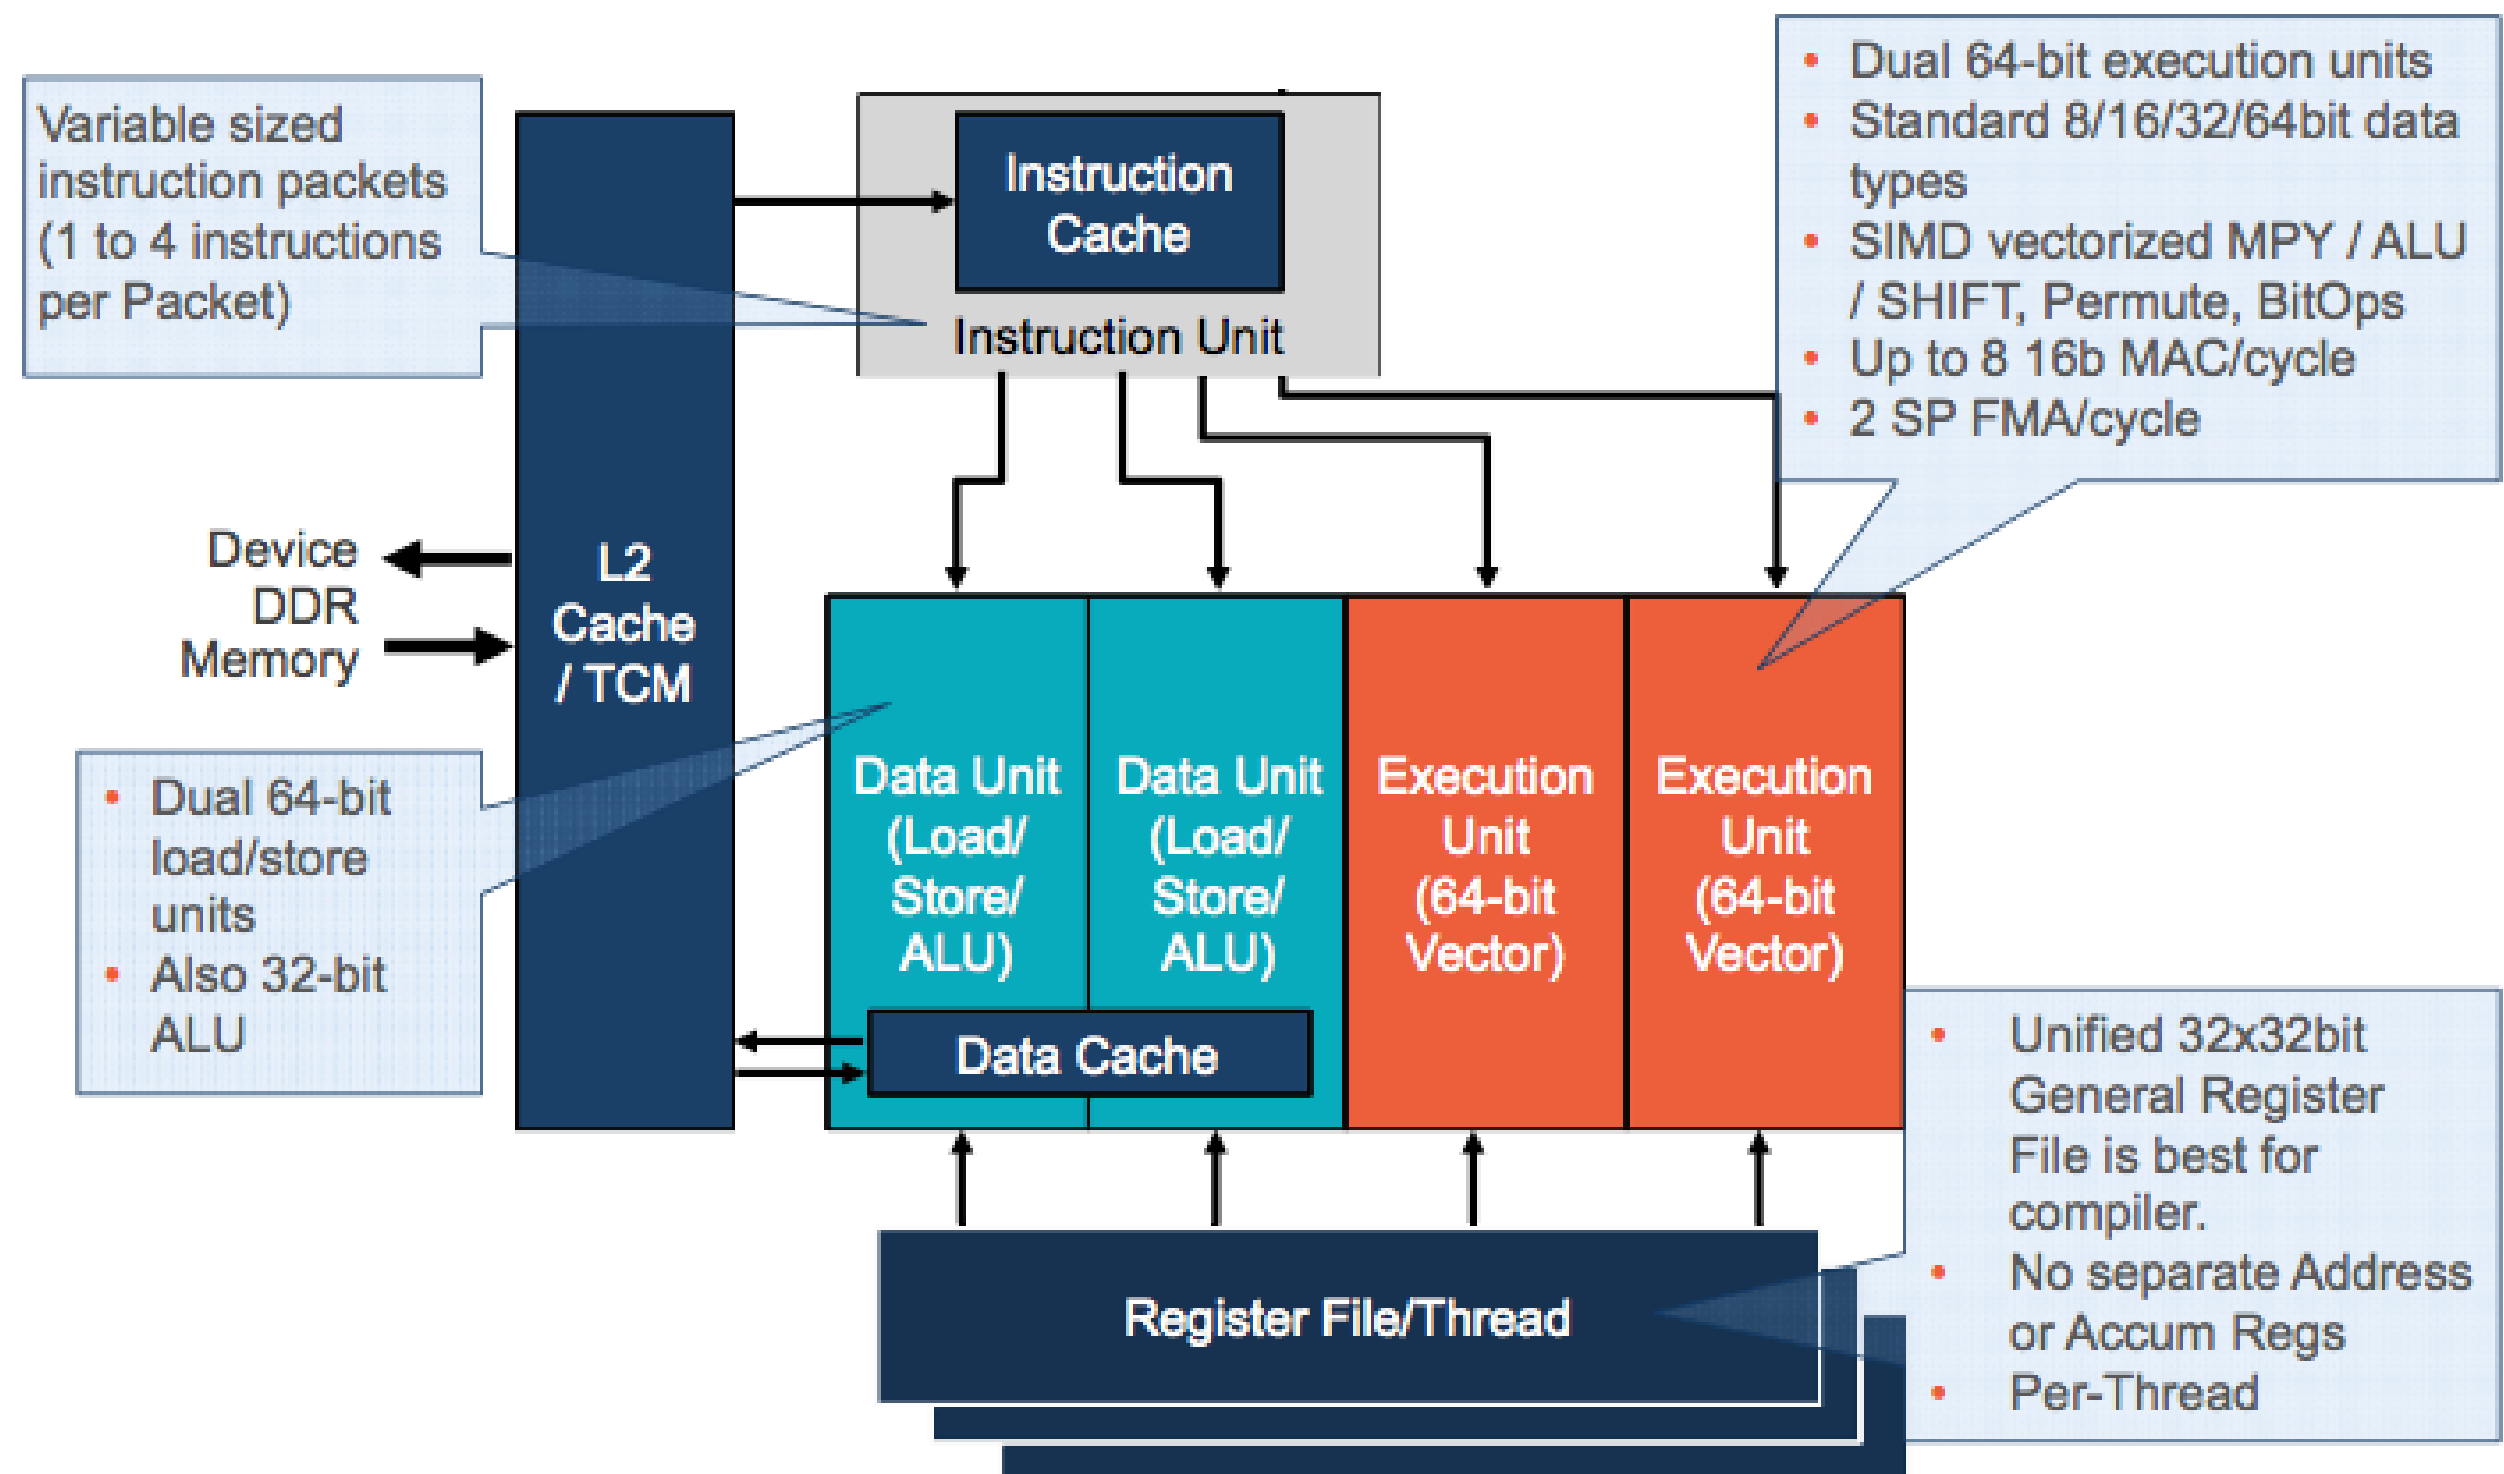 Variable sized
instruction packets
(1 to 4 instructions
per Packet)
Instruction
Cache
Instruction Unit
• Dual 64-bit execution units
• Standard 8/16/32/64bit data
types
• SIMD vectorized MPY / ALU
/ SHIFT, Permute, BitOps
• Up to 8 16b MAC/cycle
• 2 SP FMA/cycle
Device
DDR
Memory
L2
Cache
/ TCM
• Dual 64-bit
load/store
units
• Also 32-bit
ALU
Data Unit
(Load/
Store/
ALU)
Data Unit
(Load/
Store/
ALU)
Execution
Unit
(64-bit
Vector)
Execution
Unit
(64-bit
Vector)
Data Cache
Register File/Thread
• Unified 32x32bit
General Register
File is best for
compiler.
• No separate Address
or Accum Regs
• Per-Thread